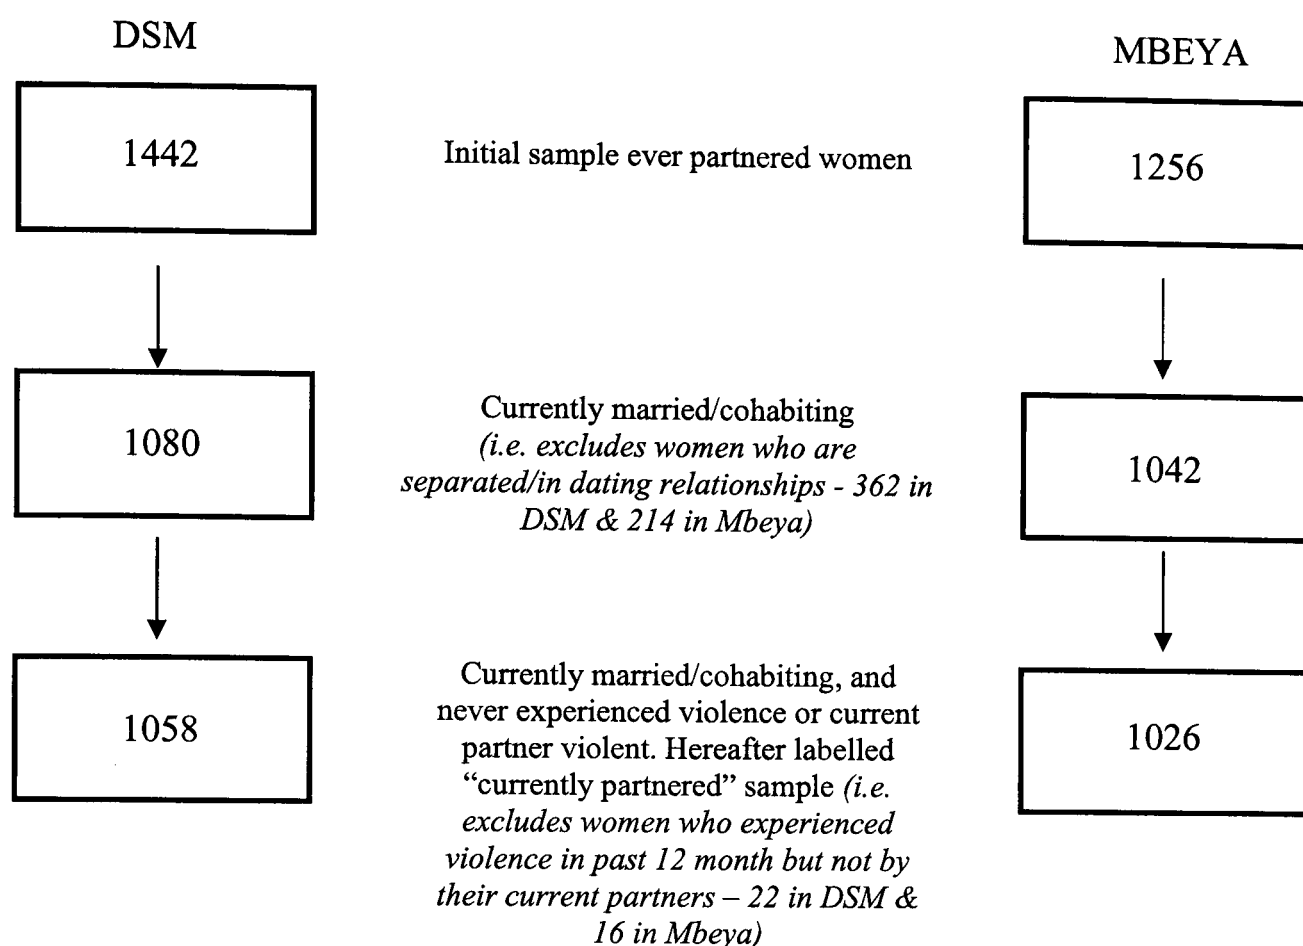 DSM
MBEYA
1442
Initial sample ever partnered women
1256
1080
Currently married/cohabiting
(i.e. excludes women who are
separated/in dating relationships - 362 in
DSM & 214 in Mbeya)
1042
1058
Currently married/cohabiting, and
never experienced violence or current
partner violent. Hereafter labelled
“currently partnered” sample (i.e.
excludes women who experienced
violence in past 12 month but not by
their current partners – 22 in DSM &
16 in Mbeya)
1026